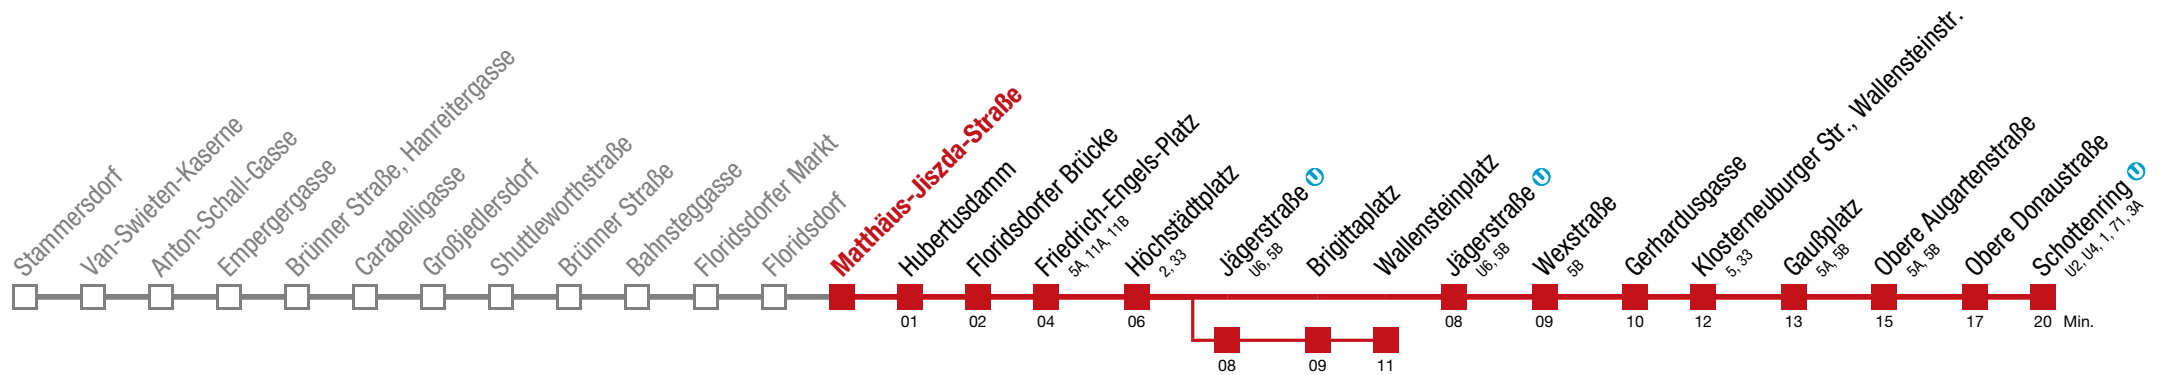 Stammersdorf
Van-Swieten-Kaserne
Anton-Schall-Gasse
Empergergasse
Brünner Straße, Hanreitergasse
Carabelligasse
Großjedlersdorf
Shuttleworthstraße
Brünner Straße
Bahnsteggasse
Floridsdorfer Markt
Floridsdorf
Matthäus-Jiszda-Straße
Hubertusdamm
Floridsdorfer Brücke
Friedrich-Engels-Platz
5A, 11A, 11B
Höchstädtplatz
2, 33
Jägerstraße U
U6, 5B
Brigittaplatz
Wallensteinplatz
Jägerstraße U
U6, 5B
Wexstraße
5B
Gerhardusgasse
Klosterneuburger Str., Wallensteinstr.
5, 33
Gaußplatz
5A, 5B
Obere Augartenstraße
5A, 5B
Obere Donaustraße
Schottenring U
U2, U4, 1, 71, 3A
01 02 04 06 08 09 10 12 13 15 17 20 Min.
08 09 11